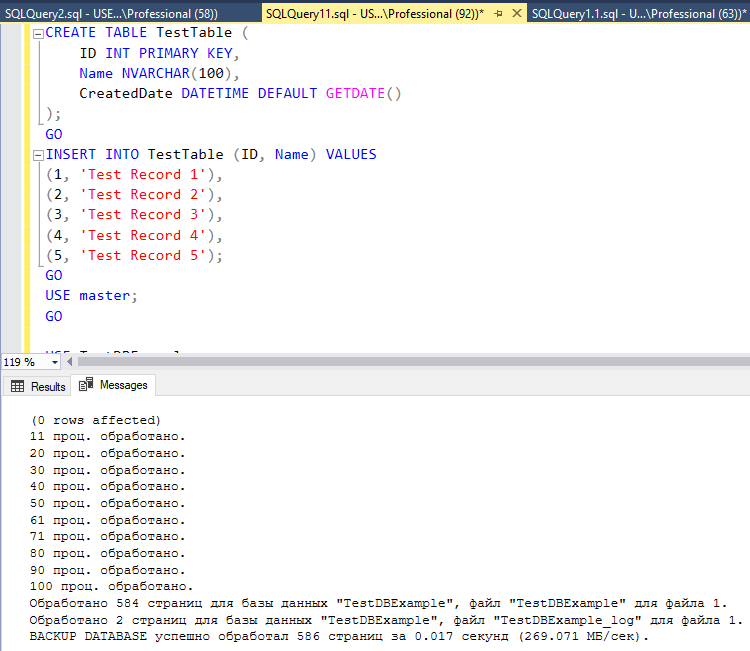 SQLQuery2.sql - USE...\Professional (58))
SQLQuery11.sql - US...\Professional (92))*
SQLQuery1.1.sql - U...\Professional (63))*
CREATE TABLE TestTable (
ID INT PRIMARY KEY,
Name NVARCHAR(100),
CreatedDate DATETIME DEFAULT GETDATE()
);
GO
INSERT INTO TestTable (ID, Name) VALUES
(1, 'Test Record 1'),
(2, 'Test Record 2'),
(3, 'Test Record 3'),
(4, 'Test Record 4'),
(5, 'Test Record 5');
GO
USE master;
GO
119 %
Results
Messages
(0 rows affected)
11 проц. обработано.
20 проц. обработано.
30 проц. обработано.
40 проц. обработано.
50 проц. обработано.
61 проц. обработано.
71 проц. обработано.
80 проц. обработано.
90 проц. обработано.
100 проц. обработано.
Обработано 584 страниц для базы данных "TestDBExample", файл "TestDBExample" для файла 1.
Обработано 2 страниц для базы данных "TestDBExample", файл "TestDBExample_log" для файла 1.
BACKUP DATABASE успешно обработал 586 страниц за 0.017 секунд (269.071 МБ/сек).